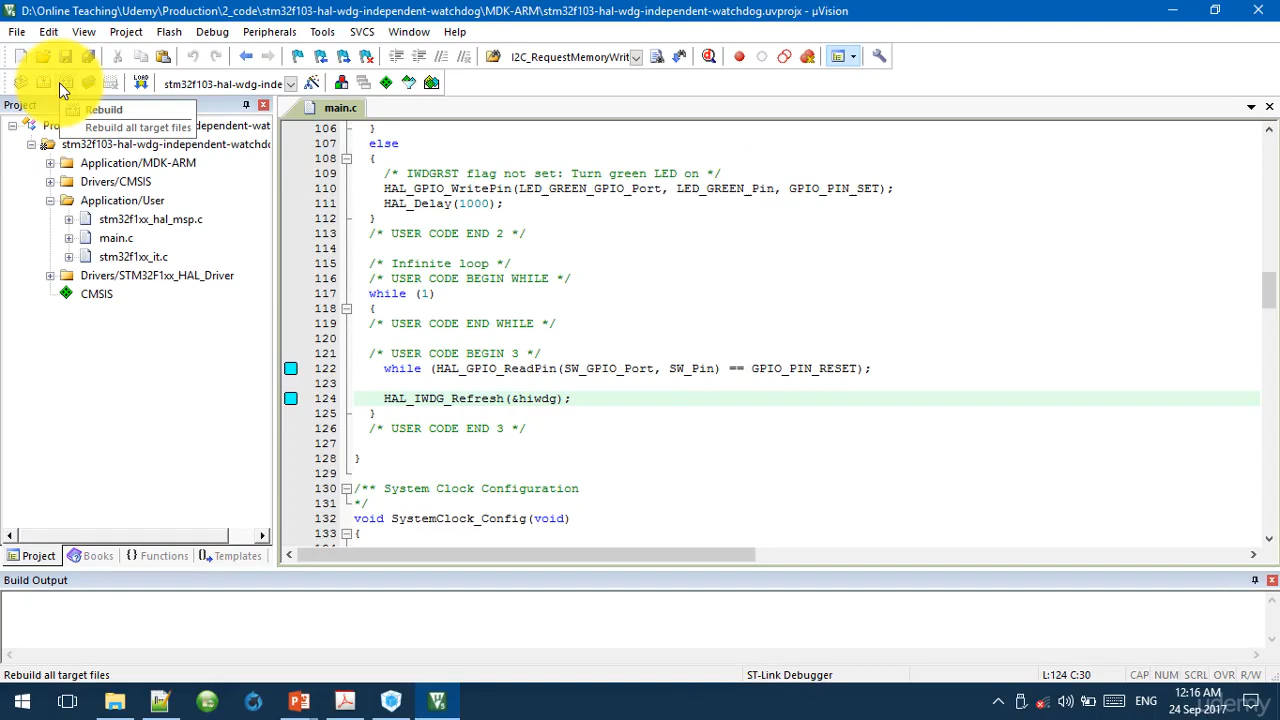 D:\Online Teaching\Udemy\Production\2_code\stm32f103-hal-wdg-independent-watchdog\MDK-ARM\stm32f103-hal-wdg-independent-watchdog.uvprojx - µVision
File Edit View Project Flash Debug Peripherals Tools SVCS Window Help
I2C_RequestMemoryWrit
LOAD stm32f103-hal-wdg-inde
Project
main.c
Rebuild
Rebuild all target files
independent-wat
stm32f103-hal-wdg-independent-watchdo
Application/MDK-ARM
Drivers/CMSIS
Application/User
stm32f1xx_hal_msp.c
main.c
stm32f1xx_it.c
Drivers/STM32F1xx_HAL_Driver
CMSIS
106 }
107 else
108 {
109 /* IWDGRST flag not set: Turn green LED on */
110 HAL_GPIO_WritePin(LED_GREEN_GPIO_Port, LED_GREEN_Pin, GPIO_PIN_SET);
111 HAL_Delay(1000);
112 }
113 /* USER CODE END 2 */
114
115 /* Infinite loop */
116 /* USER CODE BEGIN WHILE */
117 while (1)
118 {
119 /* USER CODE END WHILE */
120
121 /* USER CODE BEGIN 3 */
122 while (HAL_GPIO_ReadPin(SW_GPIO_Port, SW_Pin) == GPIO_PIN_RESET);
123
124 HAL_IWDG_Refresh(&hiwdg);
125 }
126 /* USER CODE END 3 */
127
128 }
129
130 /** System Clock Configuration
131 */
132 void SystemClock_Config(void)
133 {
Project Books {} Functions Templates
Build Output
Rebuild all target files ST-Link Debugger L:124 C:30 CAP NUM SCRL OVR R/W
ENG
12:16 AM
24 Sep 2017
udemy